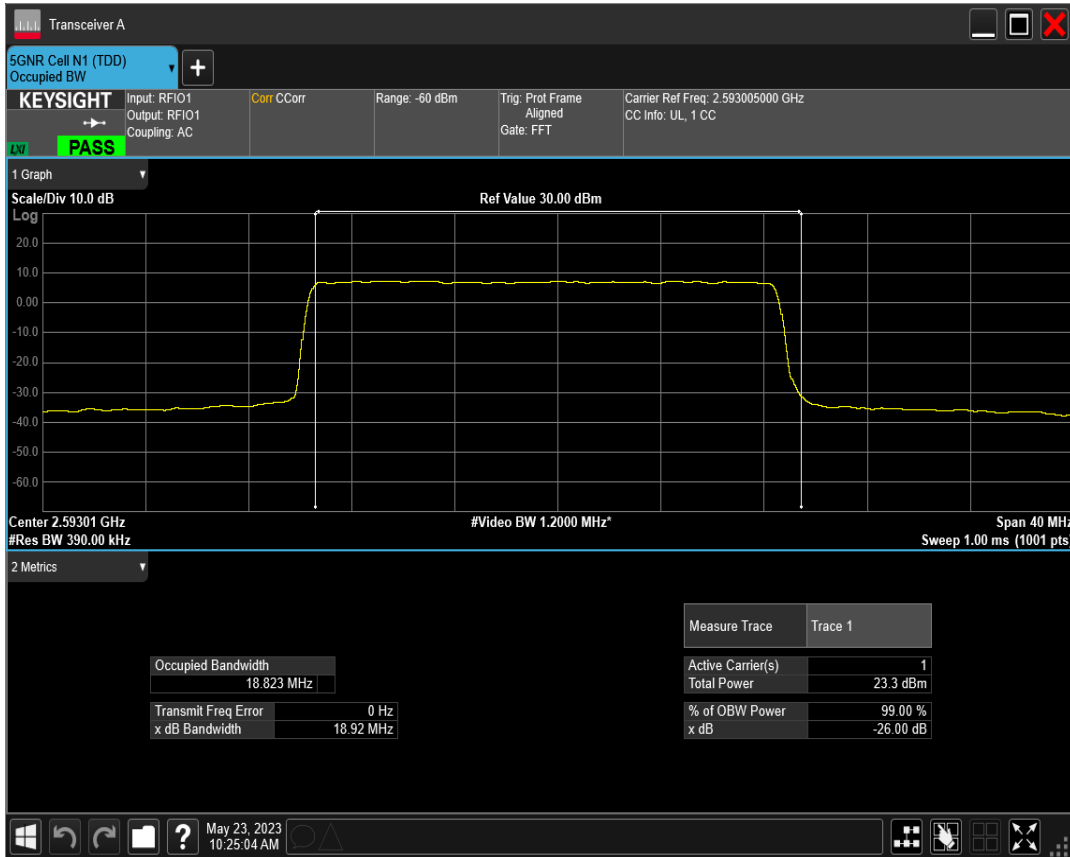 Transceiver A
5GNR Cell N1 (TDD)
Occupied BW
+
KEYSIGHT
LXI
PASS
Input: RFIO1
Output: RFIO1
Coupling: AC
Corr CCorr
Range: -60 dBm
Trig: Prot Frame
Aligned
Gate: FFT
Carrier Ref Freq: 2.593005000 GHz
CC Info: UL, 1 CC
1 Graph
Scale/Div 10.0 dB
Ref Value 30.00 dBm
Log
20.0
10.0
0.00
-10.0
-20.0
-30.0
-40.0
-50.0
-60.0
Center 2.59301 GHz
#Video BW 1.2000 MHz*
Span 40 MHz
#Res BW 390.00 kHz
Sweep 1.00 ms (1001 pts)
2 Metrics
Measure Trace Trace 1
Occupied Bandwidth
18.823 MHz
Active Carrier(s) 1
Total Power 23.3 dBm
Transmit Freq Error 0 Hz
x dB Bandwidth 18.92 MHz
% of OBW Power 99.00 %
x dB -26.00 dB
?
May 23, 2023
10:25:04 AM